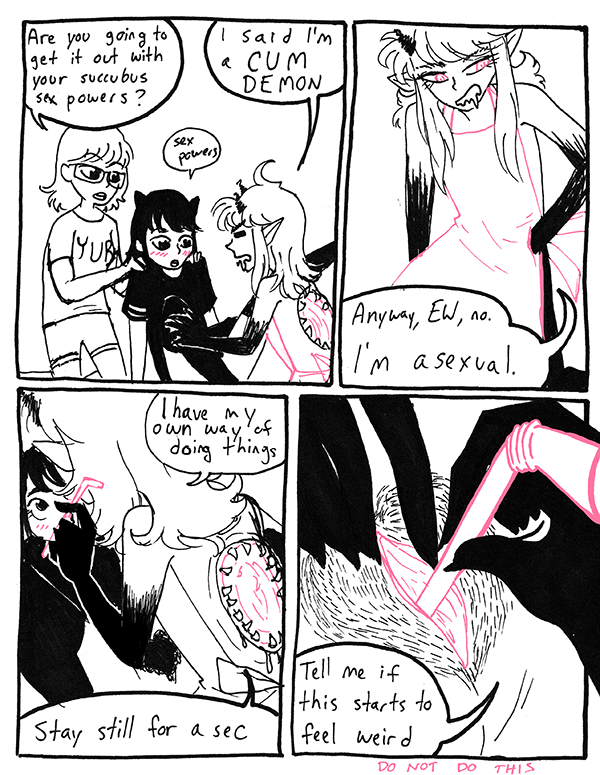 Are you going to
get it out with
your succubus
sex powers?
I said I'm
a CUM
DEMON
sex
powers
YUR
Anyway, EW, no.
I'm asexual.
I have my
own way of
doing things
Stay still for a sec
Tell me if
this starts to
feel weird
DO NOT DO THIS